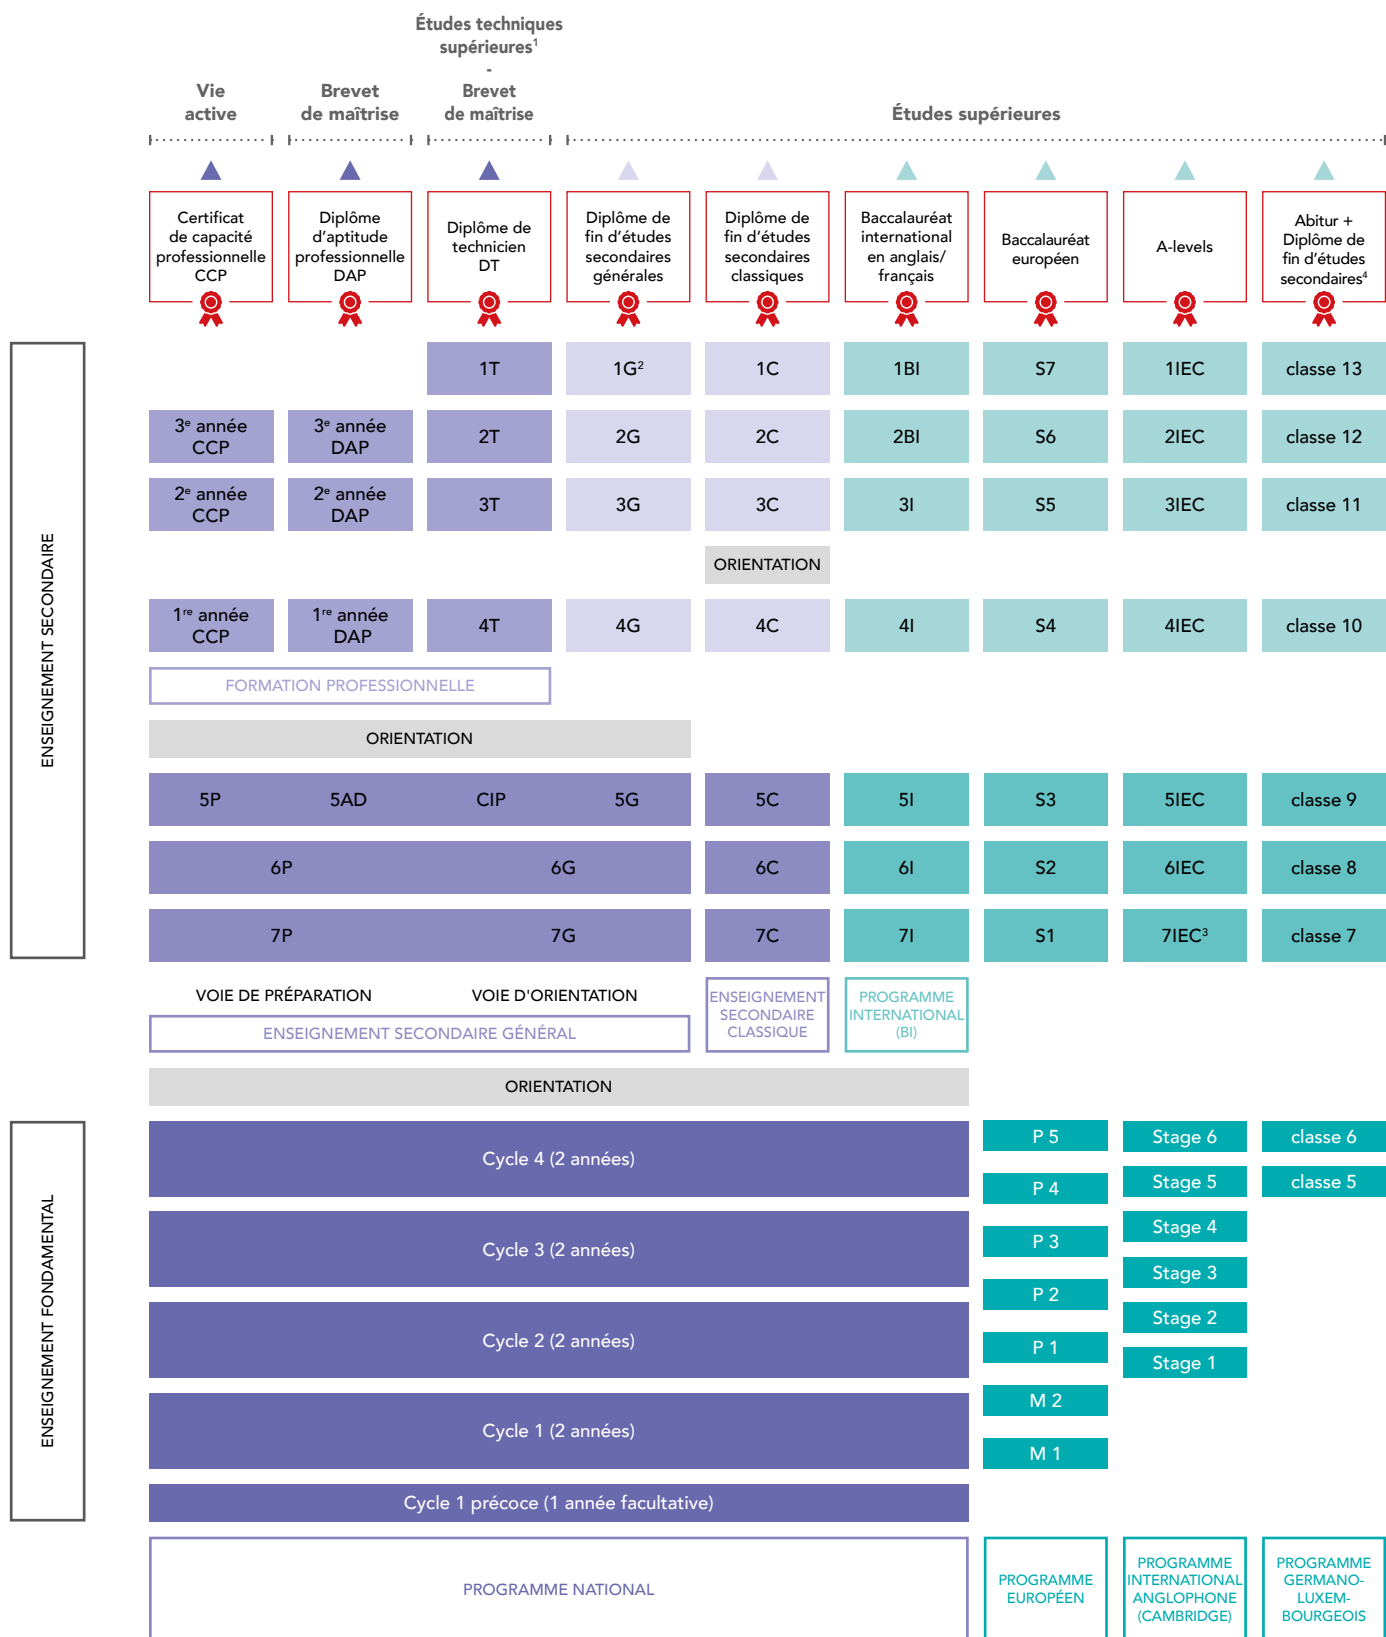 Études techniques
supérieures¹
-
Vie
active
Brevet
de maîtrise
Brevet
de maîtrise
Études supérieures
Certificat
de capacité
professionnelle
CCP
Diplôme
d'aptitude
professionnelle
DAP
Diplôme de
technicien
DT
Diplôme de
fin d'études
secondaires
générales
Diplôme de
fin d'études
secondaires
classiques
Baccalauréat
international
en anglais/
français
Baccalauréat
européen
A-levels
Abitur +
Diplôme de
fin d'études
secondaires⁴
ENSEIGNEMENT SECONDAIRE
1T
1G²
1C
1BI
S7
1IEC
classe 13
3e année
CCP
3e année
DAP
2T
2G
2C
2BI
S6
2IEC
classe 12
2e année
CCP
2e année
DAP
3T
3G
3C
3I
S5
3IEC
classe 11
ORIENTATION
1re année
CCP
1re année
DAP
4T
4G
4C
4I
S4
4IEC
classe 10
FORMATION PROFESSIONNELLE
ORIENTATION
5P
5AD
CIP
5G
5C
5I
S3
5IEC
classe 9
6P
6G
6C
6I
S2
6IEC
classe 8
7P
7G
7C
7I
S1
7IEC³
classe 7
VOIE DE PRÉPARATION
VOIE D'ORIENTATION
ENSEIGNEMENT SECONDAIRE GÉNÉRAL
ENSEIGNEMENT
SECONDAIRE
CLASSIQUE
PROGRAMME
INTERNATIONAL
(BI)
ORIENTATION
ENSEIGNEMENT FONDAMENTAL
Cycle 4 (2 années)
Cycle 3 (2 années)
Cycle 2 (2 années)
Cycle 1 (2 années)
Cycle 1 précoce (1 année facultative)
P 5
P 4
P 3
P 2
P 1
M 2
M 1
Stage 6
Stage 5
Stage 4
Stage 3
Stage 2
Stage 1
classe 6
classe 5
PROGRAMME NATIONAL
PROGRAMME
EUROPÉEN
PROGRAMME
INTERNATIONAL
ANGLOPHONE
(CAMBRIDGE)
PROGRAMME
GERMANO-
LUXEM-
BOURGEOIS